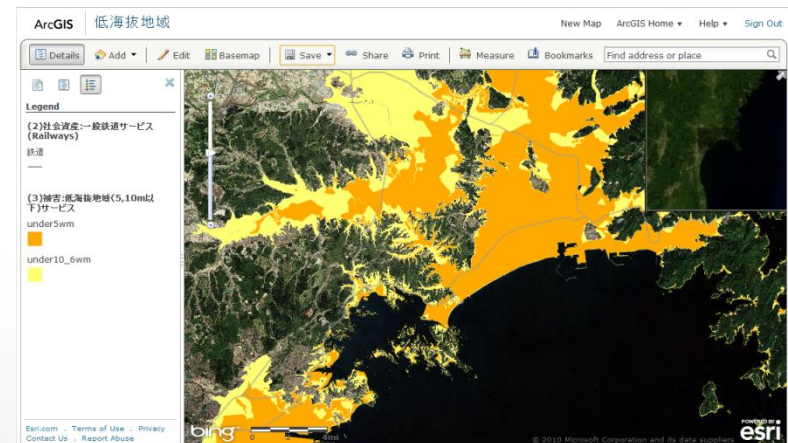 ArcGIS 低海抜地域
New Map ArcGIS Home Help Sign Out
Details Add Edit Basemap Save Share Print Measure Bookmarks Find address or place
Legend
(2)社会資産:一般鉄道サービス
(Railways)
鉄道
(3)被害:低海抜地域(5,10m以
下)サービス
under5wm
under10_6wm
Esri.com . Terms of Use . Privacy
Contact Us . Report Abuse
bing
0 2 4mi
© 2010 Microsoft Corporation and its data suppliers
POWERED BY
esri